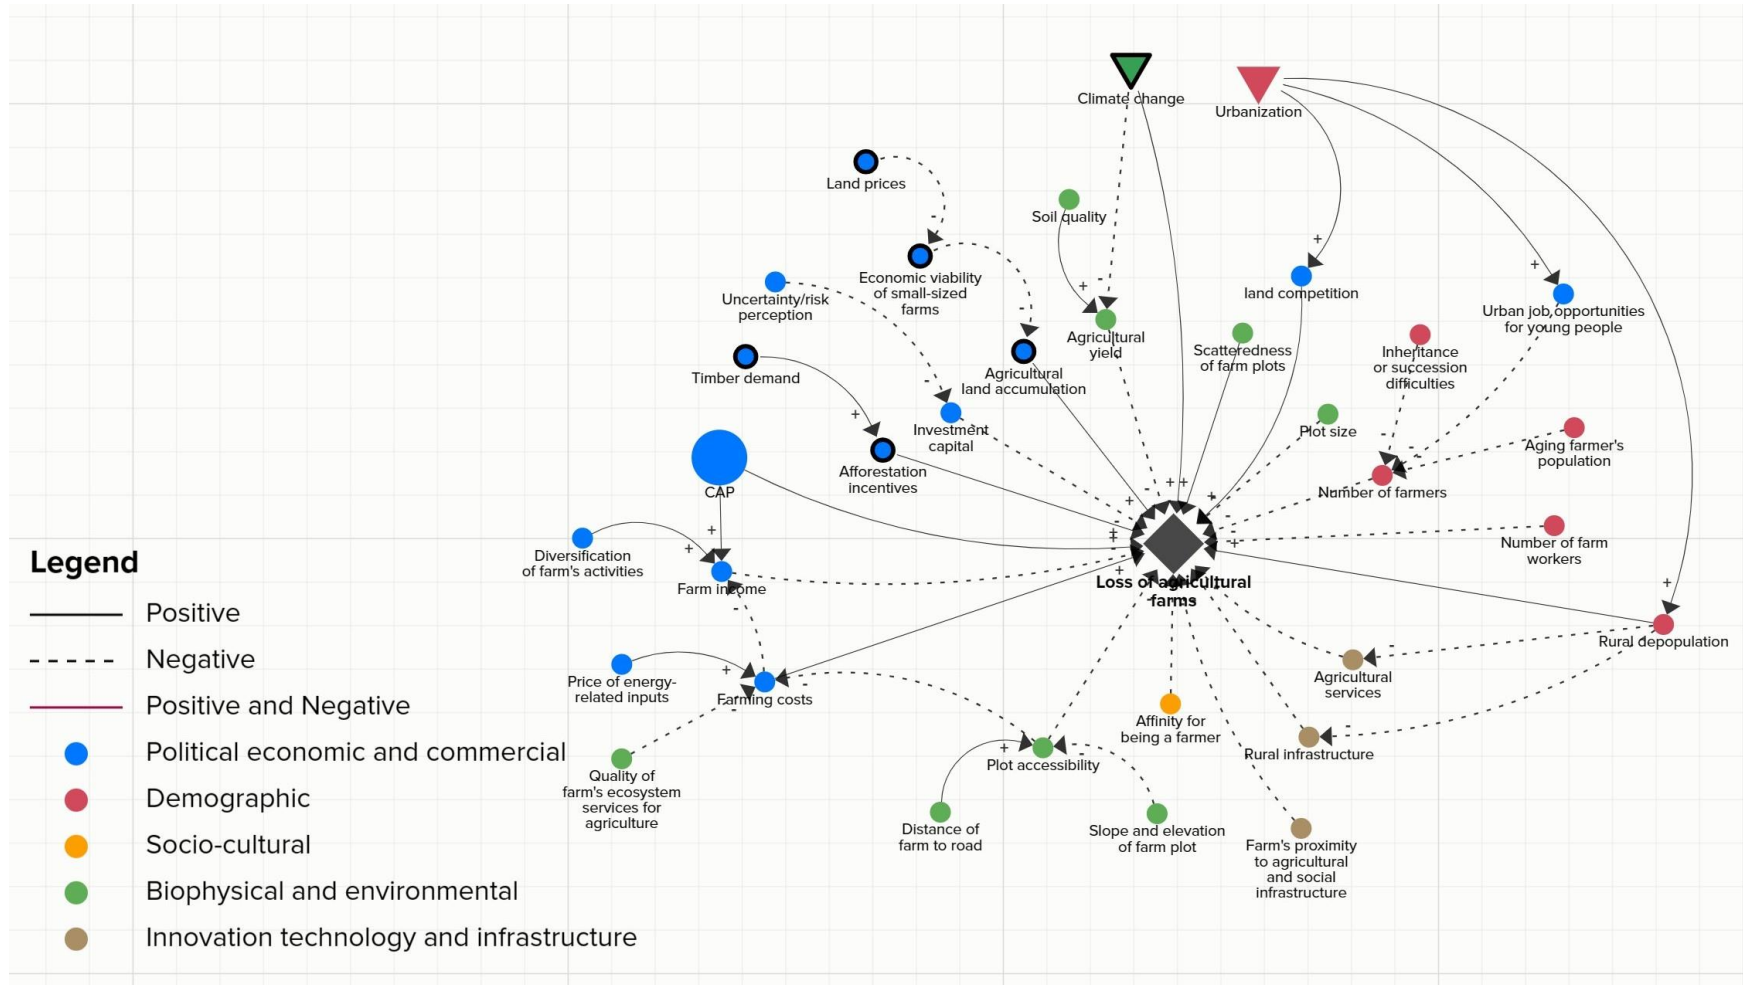 Climate change
Urbanization
Land prices
Soil quality
Economic viability
of small-sized
farms
Uncertainty/risk
perception
land competition
Urban job opportunities
for young people
Agricultural
yield
Scatteredness
of farm plots
Inheritance
or succession
difficulties
Timber demand
Agricultural
land accumulation
Investment
capital
Plot size
Aging farmer's
population
Afforestation
incentives
CAP
Number of farmers
Diversification
of farm's activities
Farm income
Number of farm
workers
Loss of agricultural
farms
Rural depopulation
Price of energy-
related inputs
Farming costs
Agricultural
services
Affinity for
being a farmer
Rural infrastructure
Plot accessibility
Quality of
farm's ecosystem
services for
agriculture
Distance of
farm to road
Slope and elevation
of farm plot
Farm's proximity
to agricultural
and social
infrastructure
Legend
Positive
Negative
Positive and Negative
Political economic and commercial
Demographic
Socio-cultural
Biophysical and environmental
Innovation technology and infrastructure